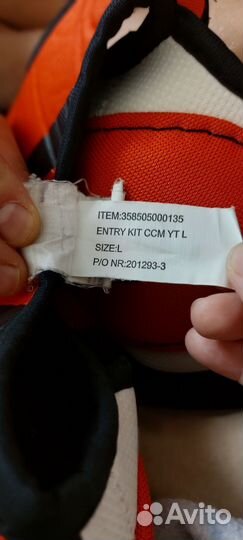 ITEM:358505000135
ENTRY KIT CCM YT L
SIZE:L
P/O NR:201293-3
Avito